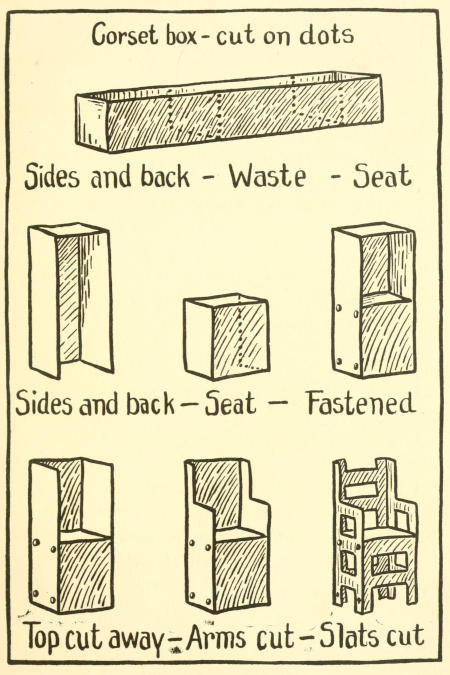 Corset box - cut on dots
Sides and back - Waste - Seat
Sides and back - Seat - Fastened
Top cut away - Arms cut - Slats cut